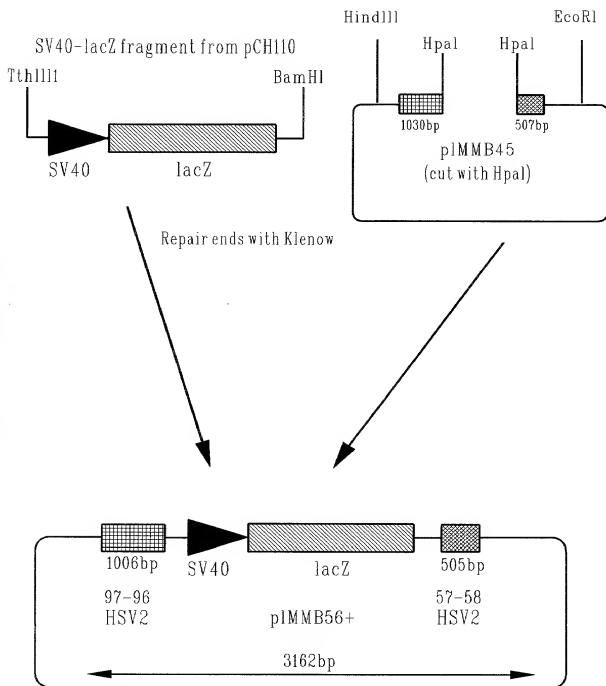 SV40-lacZ fragment from pCH110
TthIII1
BamHI
SV40
lacZ
HindIII
EcoRI
HpaI
HpaI
1030bp
507bp
pIMMB45
(cut with HpaI)
Repair ends with Klenow
1006bp
SV40
lacZ
505bp
97-96
HSV2
pIMMB56+
57-58
HSV2
3162bp